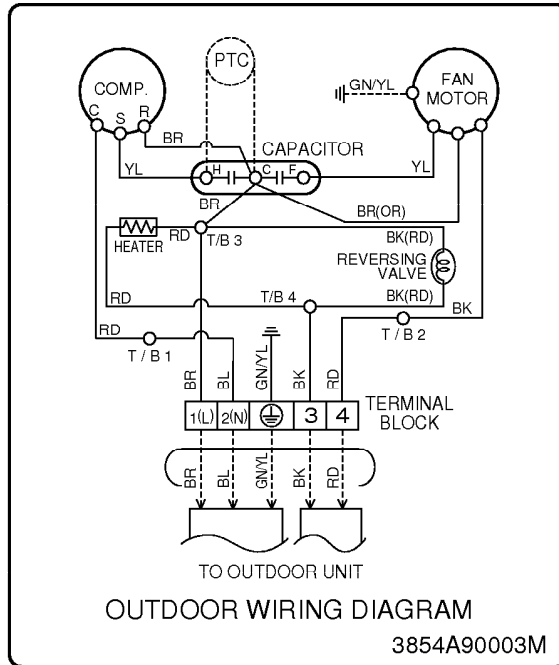 PTC
COMP.
C
S
R
GN/YL
FAN
MOTOR
BR
CAPACITOR
YL
H
C
F
YL
BR
BR(OR)
RD
T/B 3
BK(RD)
HEATER
REVERSING
VALVE
RD
T/B 4
BK(RD)
BK
RD
T / B 1
T / B 2
BR
BL
GN/YL
BK
RD
1(L)
2(N)
3
4
TERMINAL
BLOCK
BR
BL
GN/YL
BK
RD
TO OUTDOOR UNIT
OUTDOOR WIRING DIAGRAM
3854A90003M